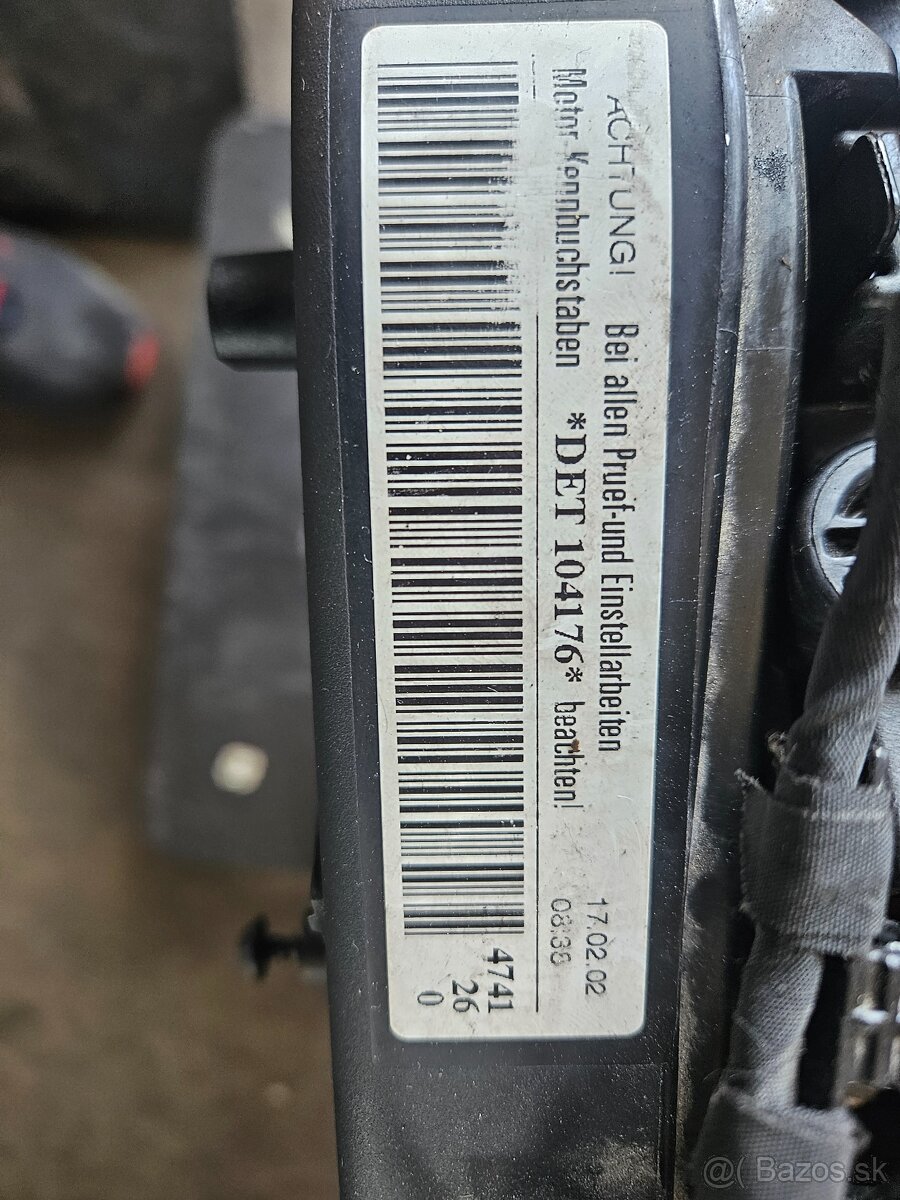 ACHTUNG! Bei allen Pruef-und Einstellarbeiten 17.02.02
Motor-Kennbuchstaben *DET 104176* beachten! 08:38
4741
26
0
@( Bazos.sk